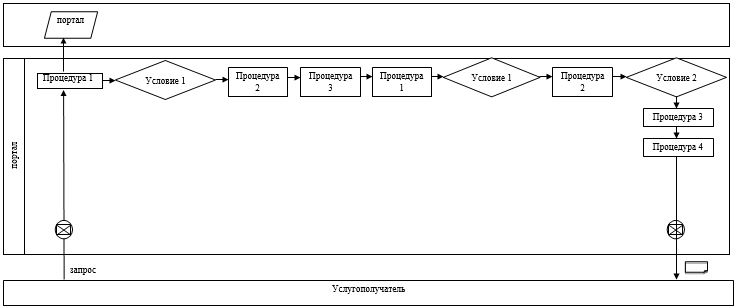 портал
Процедура 1
Условие 1
Процедура
2
Процедура
3
Процедура
1
Условие 1
Процедура
2
Условие 2
Процедура 3
Процедура 4
портал
запрос
Услугополучатель